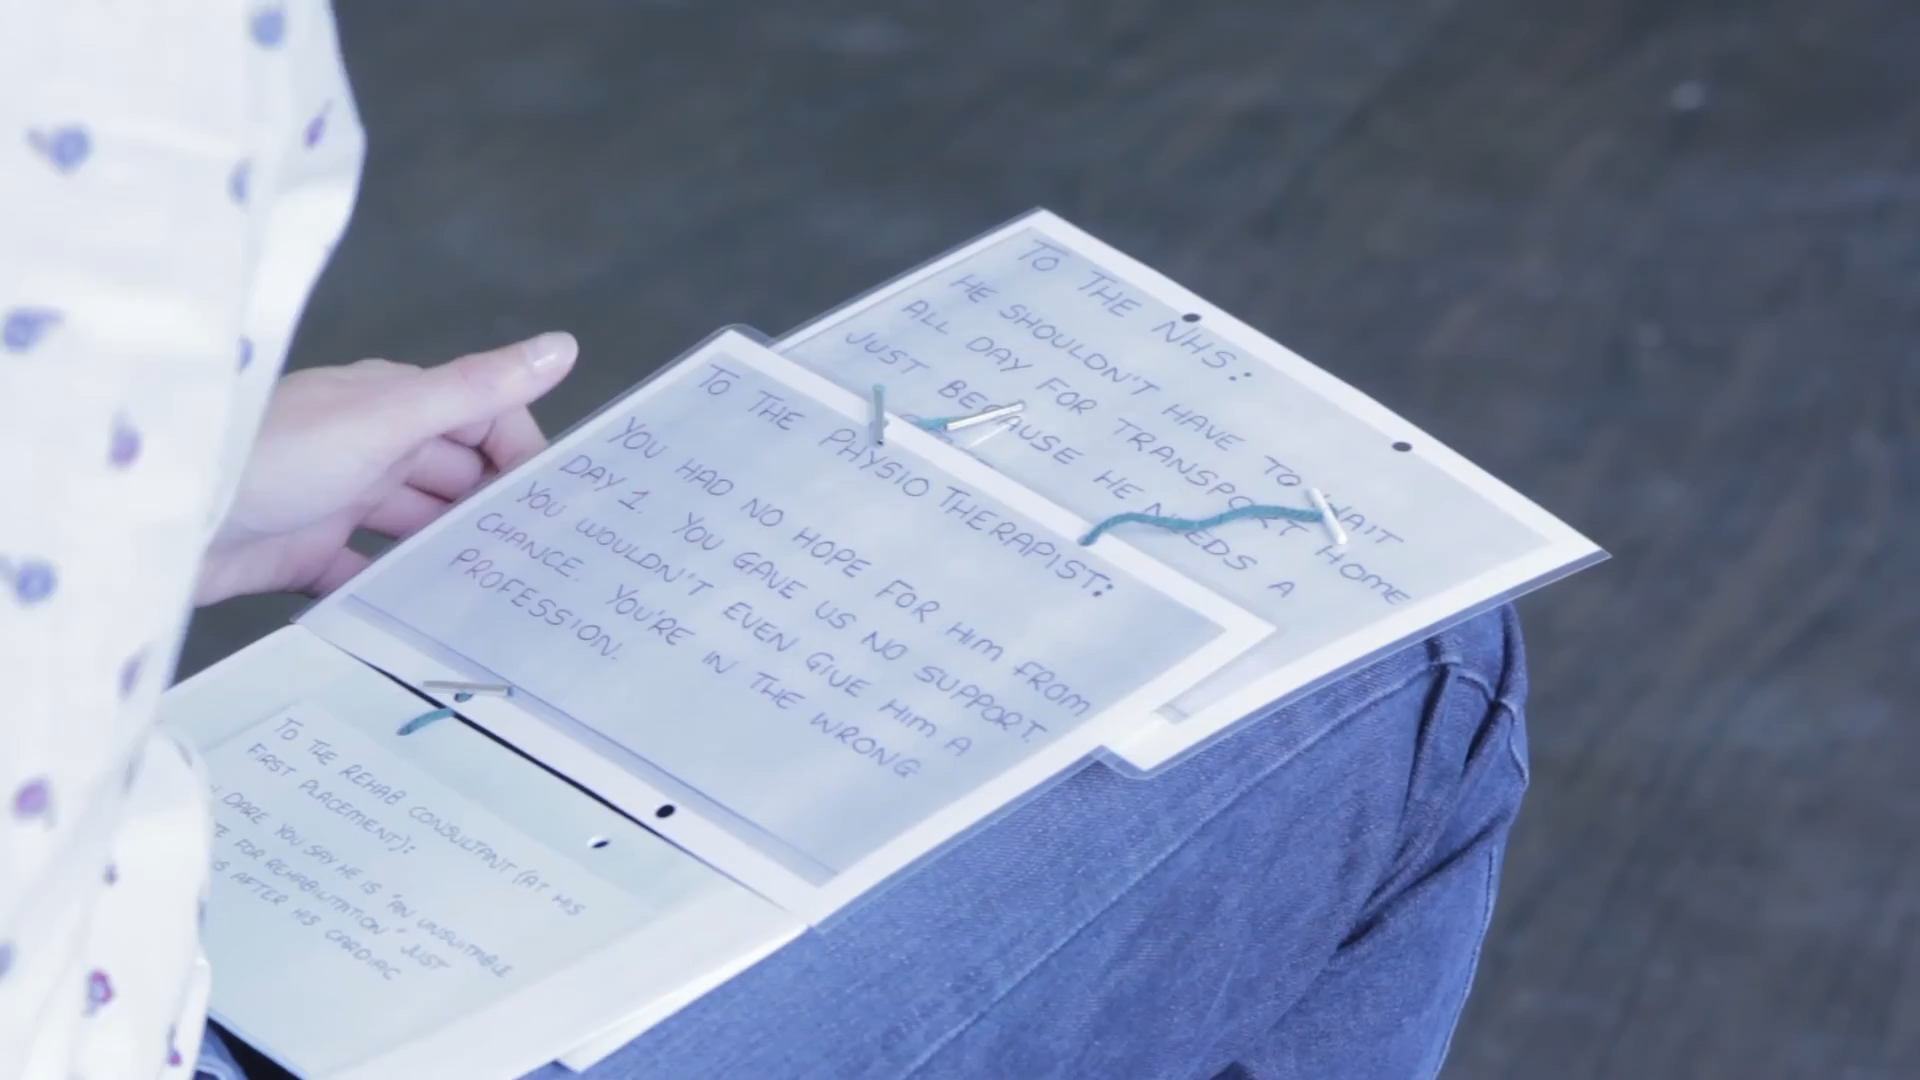 TO THE NHS:
HE SHOULDN'T HAVE TO WAIT
ALL DAY FOR TRANSPORT HOME
JUST BECAUSE HE NEEDS A
TO THE PHYSIOTHERAPIST:
YOU HAD NO HOPE FOR HIM FROM
DAY 1. YOU GAVE US NO SUPPORT.
YOU WOULDN'T EVEN GIVE HIM A
CHANCE. YOU'RE IN THE WRONG
PROFESSION.
TO THE REHAB CONSULTANT (AT HIS
FIRST PLACEMENT):
DARE YOU SAY HE IS "AN UNSUITABLE
FOR REHABILITATION" JUST
AFTER HIS CARDIAC